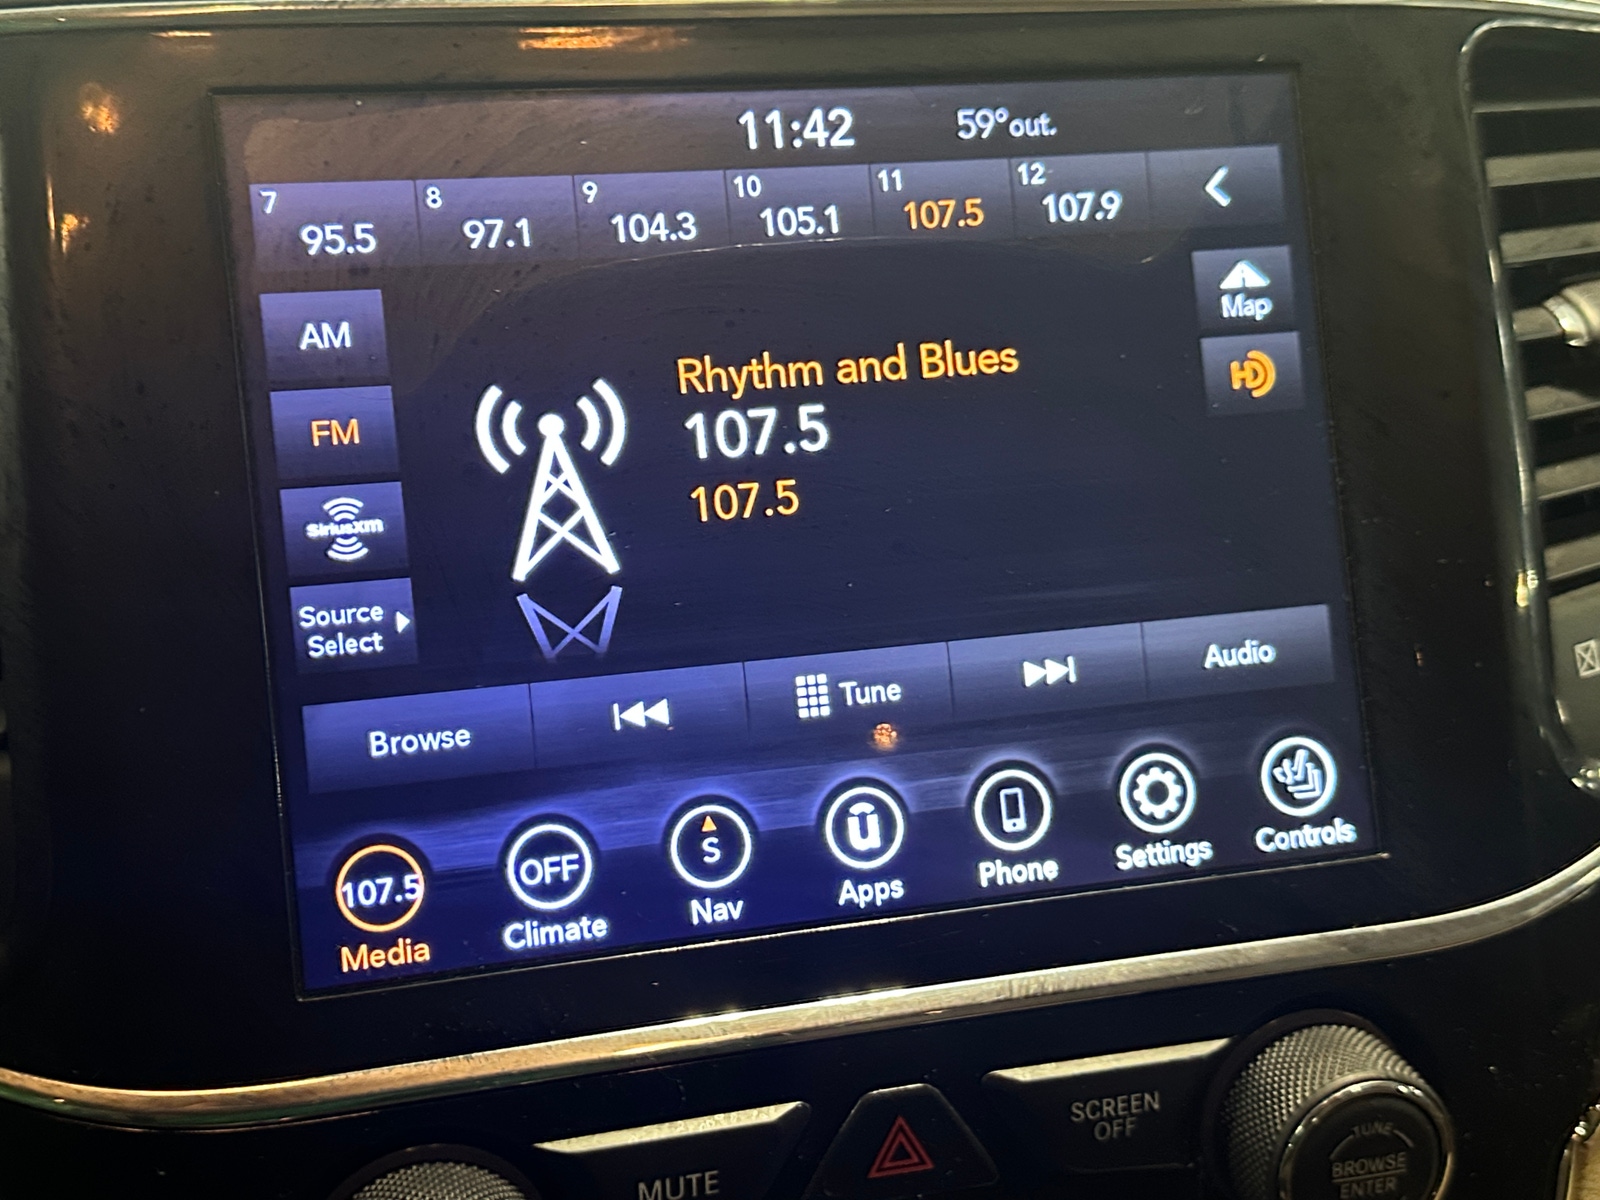 11:42 59°out.
7 8 9 10 11 12
95.5 97.1 104.3 105.1 107.5 107.9
Map
HD
AM
FM
SiriusXM
Source
Select
Rhythm and Blues
107.5
107.5
Browse Tune Audio
107.5 OFF S u
Media Climate Nav Apps Phone Settings Controls
MUTE
SCREEN
OFF
TUNE
BROWSE
ENTER